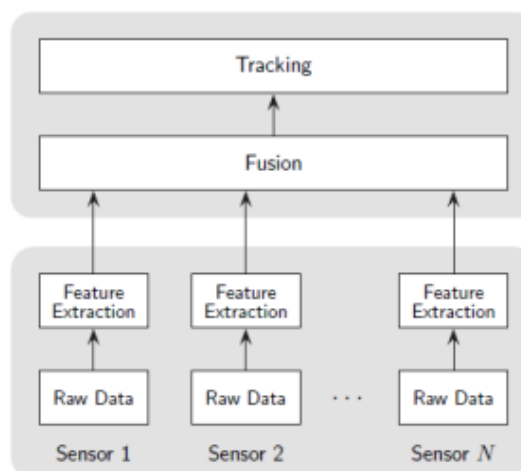 Tracking
Fusion
Feature Extraction
Feature Extraction
Feature Extraction
Raw Data
Raw Data
. . .
Raw Data
Sensor 1
Sensor 2
Sensor N